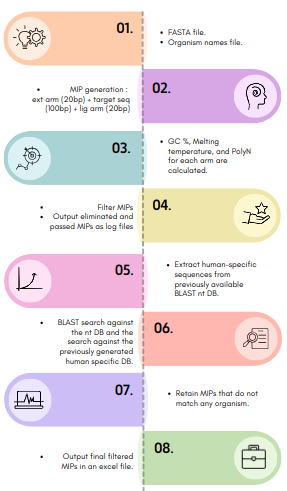 01.
• FASTA file.
• Organism names file.
02.
• MIP generation :
ext arm (20bp) + target seq
(100bp) + lig arm (20bp)
03.
• GC %, Melting
temperature, and PolyN
for each arm are
calculated.
04.
• Filter MIPs
• Output eliminated and
passed MIPs as log files
05.
• Extract human-specific
sequences from
previously available
BLAST nt DB.
06.
• BLAST search against
the nt DB and the
search against the
previously generated
human specific DB.
07.
• Retain MIPs that do not
match any organism.
08.
• Output final filtered
MIPs in an excel file.